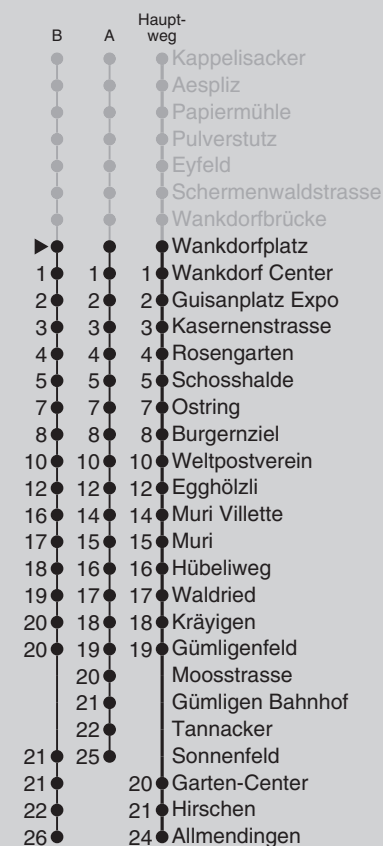 Haupt-
B A weg
Kappelisacker
Aespliz
Papiermühle
Pulverstutz
Eyfeld
Schermenwaldstrasse
Wankdorfbrücke
Wankdorfplatz
1 1 1 Wankdorf Center
2 2 2 Guisanplatz Expo
3 3 3 Kasernenstrasse
4 4 4 Rosengarten
5 5 5 Schosshalde
7 7 7 Ostring
8 8 8 Burgernziel
10 10 10 Weltpostverein
12 12 12 Egghölzli
16 14 14 Muri Villette
17 15 15 Muri
18 16 16 Hübeliweg
19 17 17 Waldried
20 18 18 Kräyigen
20 19 19 Gümligenfeld
20 Moosstrasse
21 Gümligen Bahnhof
22 Tannacker
21 25 Sonnenfeld
21 20 Garten-Center
22 21 Hirschen
26 24 Allmendingen